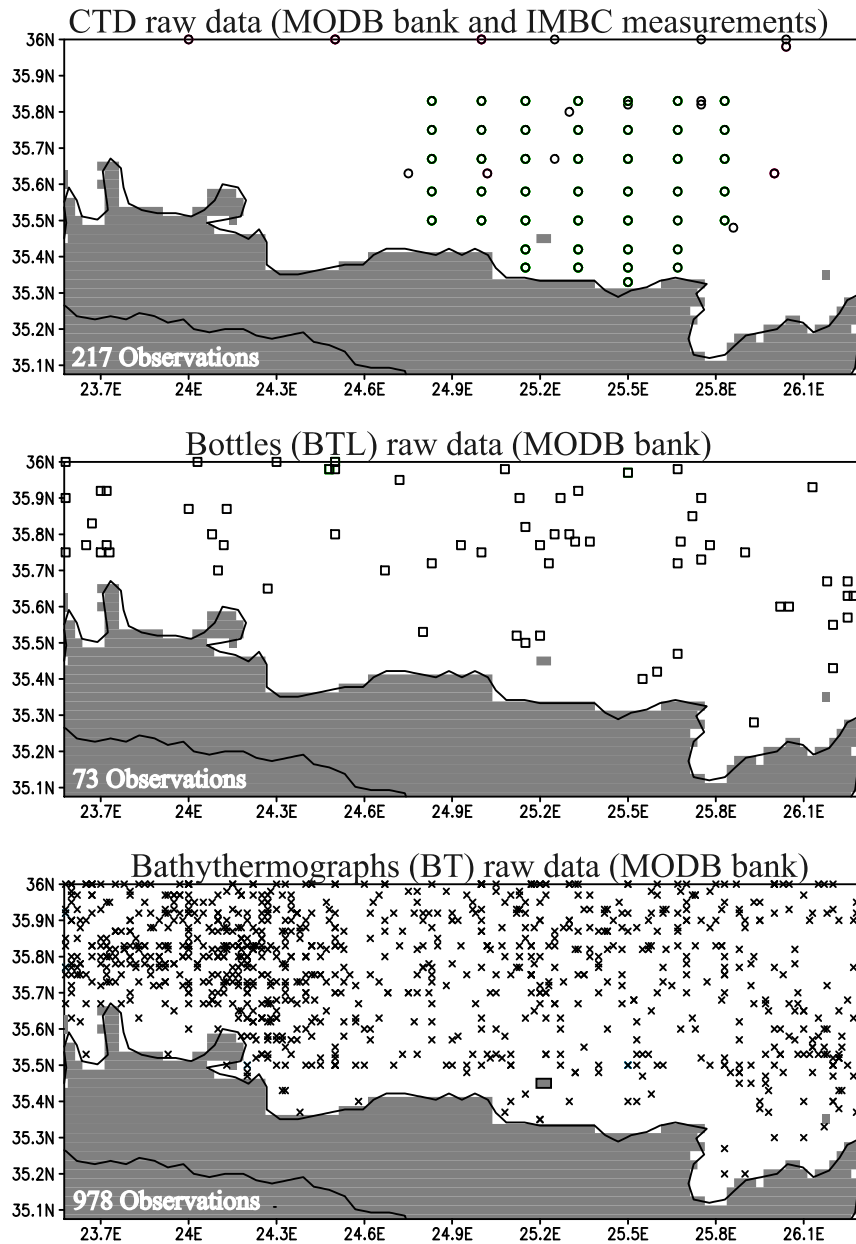 CTD raw data (MODB bank and IMBC measurements)
36N
35.9N
35.8N
35.7N
35.6N
35.5N
35.4N
35.3N
35.2N
35.1N
217 Observations
23.7E 24E 24.3E 24.6E 24.9E 25.2E 25.5E 25.8E 26.1E
Bottles (BTL) raw data (MODB bank)
36N
35.9N
35.8N
35.7N
35.6N
35.5N
35.4N
35.3N
35.2N
35.1N
73 Observations
23.7E 24E 24.3E 24.6E 24.9E 25.2E 25.5E 25.8E 26.1E
Bathythermographs (BT) raw data (MODB bank)
36N
35.9N
35.8N
35.7N
35.6N
35.5N
35.4N
35.3N
35.2N
35.1N
978 Observations
23.7E 24E 24.3E 24.6E 24.9E 25.2E 25.5E 25.8E 26.1E